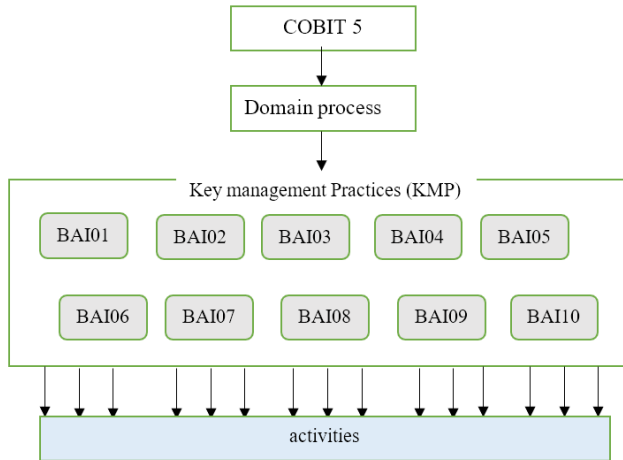 COBIT 5
Domain process
Key management Practices (KMP)
BAI01 BAI02 BAI03 BAI04 BAI05
BAI06 BAI07 BAI08 BAI09 BAI10
activities